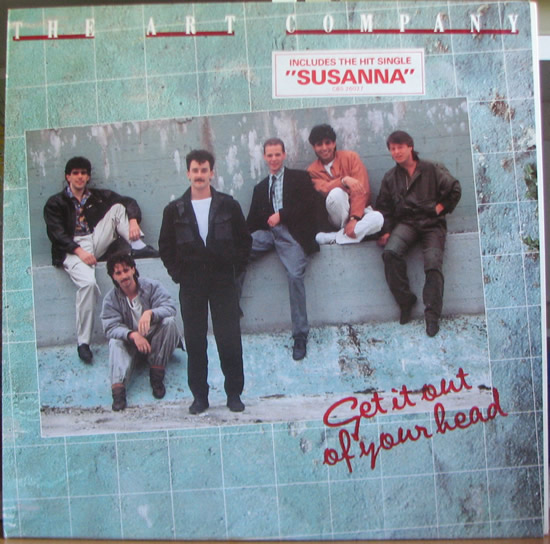 THE ART COMPANY
INCLUDES THE HIT SINGLE
"SUSANNA"
Get it out
of your head